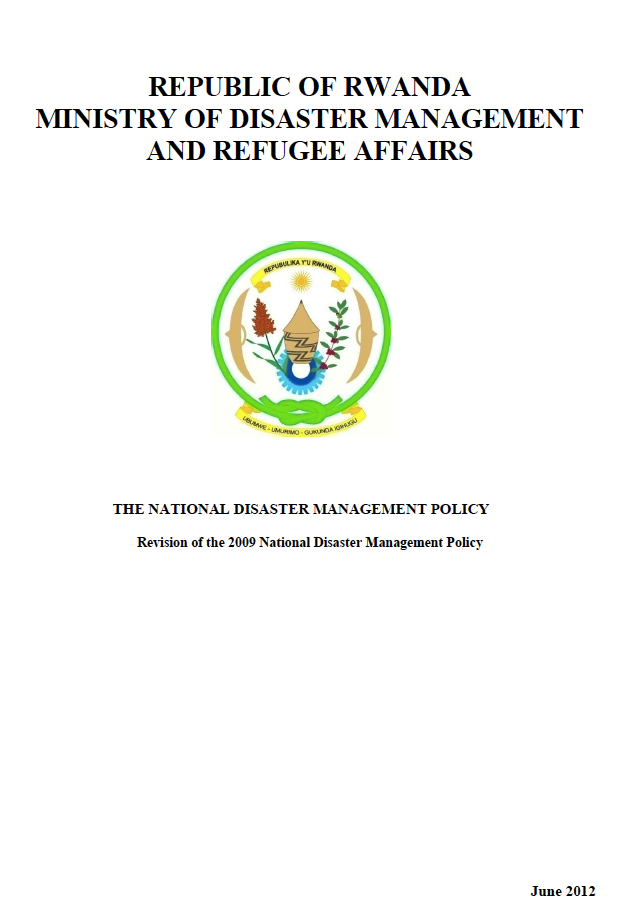 REPUBLIC OF RWANDA
MINISTRY OF DISASTER MANAGEMENT
AND REFUGEE AFFAIRS
REPUBULIKA Y'U RWANDA
UBUMWE - UMURIMO - GUKUNDA IGIHUGU
THE NATIONAL DISASTER MANAGEMENT POLICY
Revision of the 2009 National Disaster Management Policy
June 2012